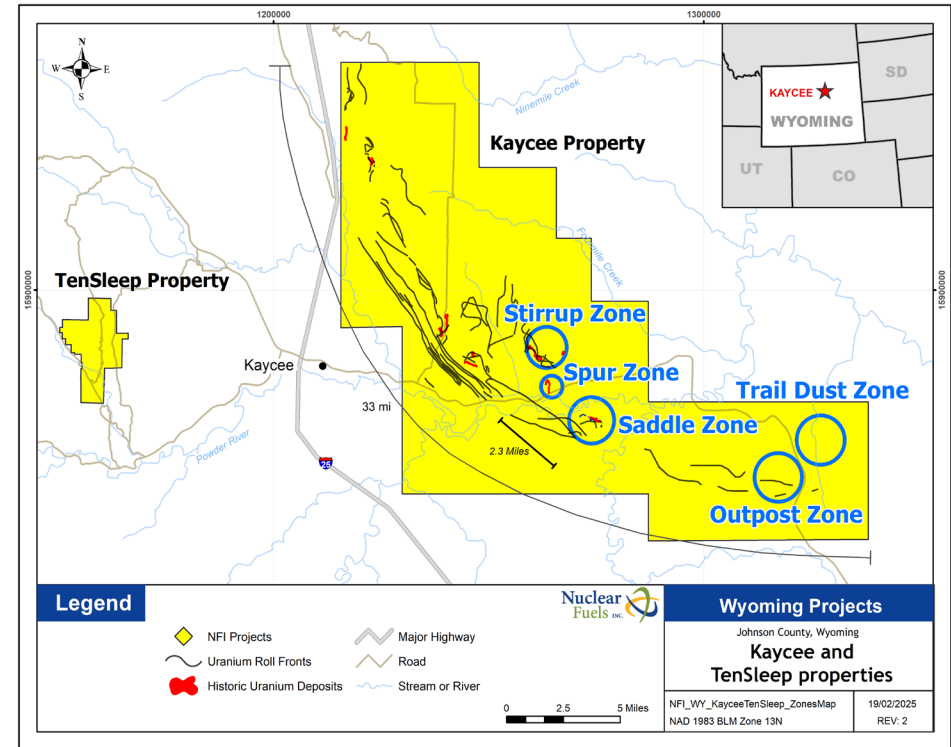 1200000
1300000
N
W
E
S
Ninemile Creek
KAYCEE
WYOMING
SD
UT
CO
Kaycee Property
Fourmile Creek
15900000
15900000
TenSleep Property
Stirrup Zone
Kaycee
Spur Zone
Trail Dust Zone
33 mi
Saddle Zone
Powder River
2.3 Miles
25
Outpost Zone
Legend
NFI Projects
Uranium Roll Fronts
Historic Uranium Deposits
Major Highway
Road
Stream or River
Nuclear
Fuels INC.
0 2.5 5 Miles
Wyoming Projects
Johnson County, Wyoming
Kaycee and
TenSleep properties
NFI_WY_KayceeTenSleep_ZonesMap
NAD 1983 BLM Zone 13N
19/02/2025
REV: 2